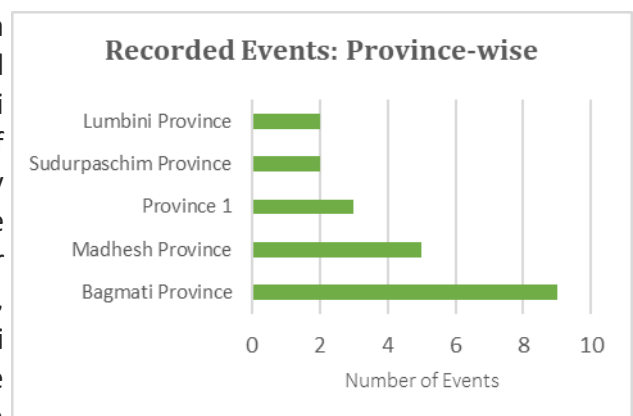 Recorded Events: Province-wise
Lumbini Province
Sudurpaschim Province
Province 1
Madhesh Province
Bagmati Province
0 2 4 6 8 10
Number of Events